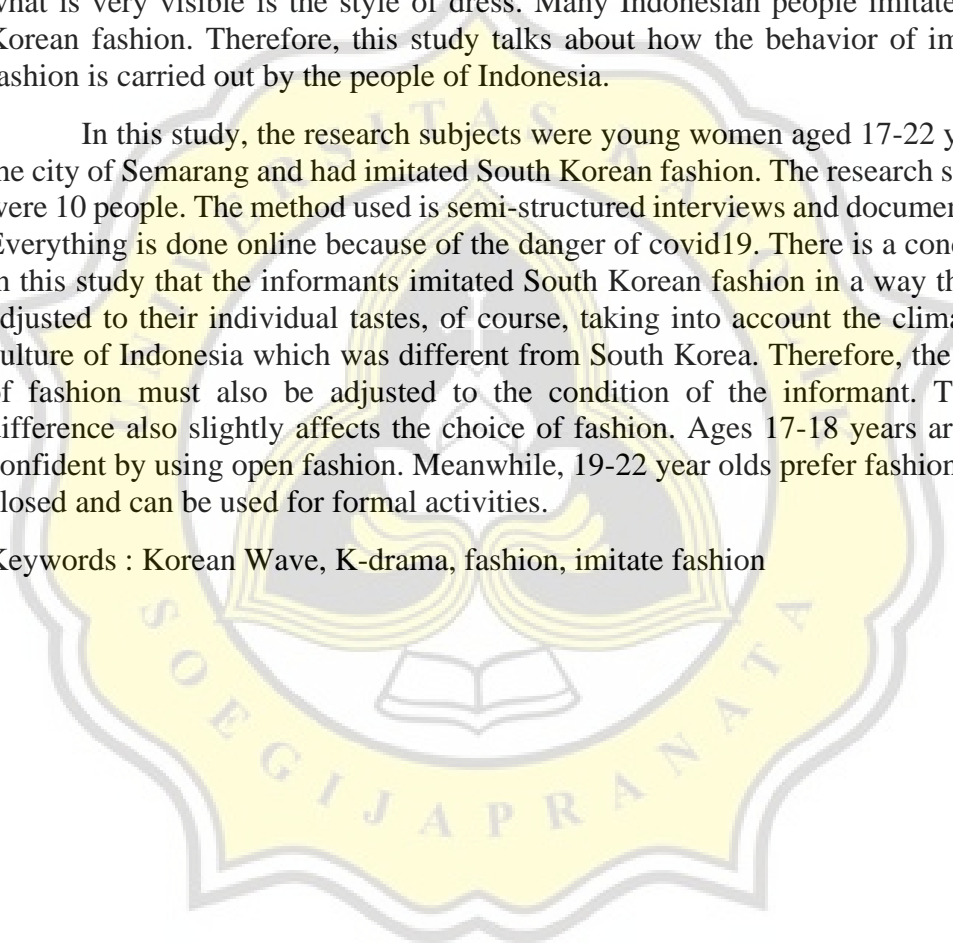 what is very visible is the style of dress. Many Indonesian people imitate
Korean fashion. Therefore, this study talks about how the behavior of im
fashion is carried out by the people of Indonesia.
In this study, the research subjects were young women aged 17-22 y
the city of Semarang and had imitated South Korean fashion. The research s
were 10 people. The method used is semi-structured interviews and documen
Everything is done online because of the danger of covid19. There is a conc
in this study that the informants imitated South Korean fashion in a way th
adjusted to their individual tastes, of course, taking into account the clima
culture of Indonesia which was different from South Korea. Therefore, the
of fashion must also be adjusted to the condition of the informant. T
difference also slightly affects the choice of fashion. Ages 17-18 years ar
confident by using open fashion. Meanwhile, 19-22 year olds prefer fashion
closed and can be used for formal activities.
Keywords : Korean Wave, K-drama, fashion, imitate fashion
SOEGIJAPRANATA